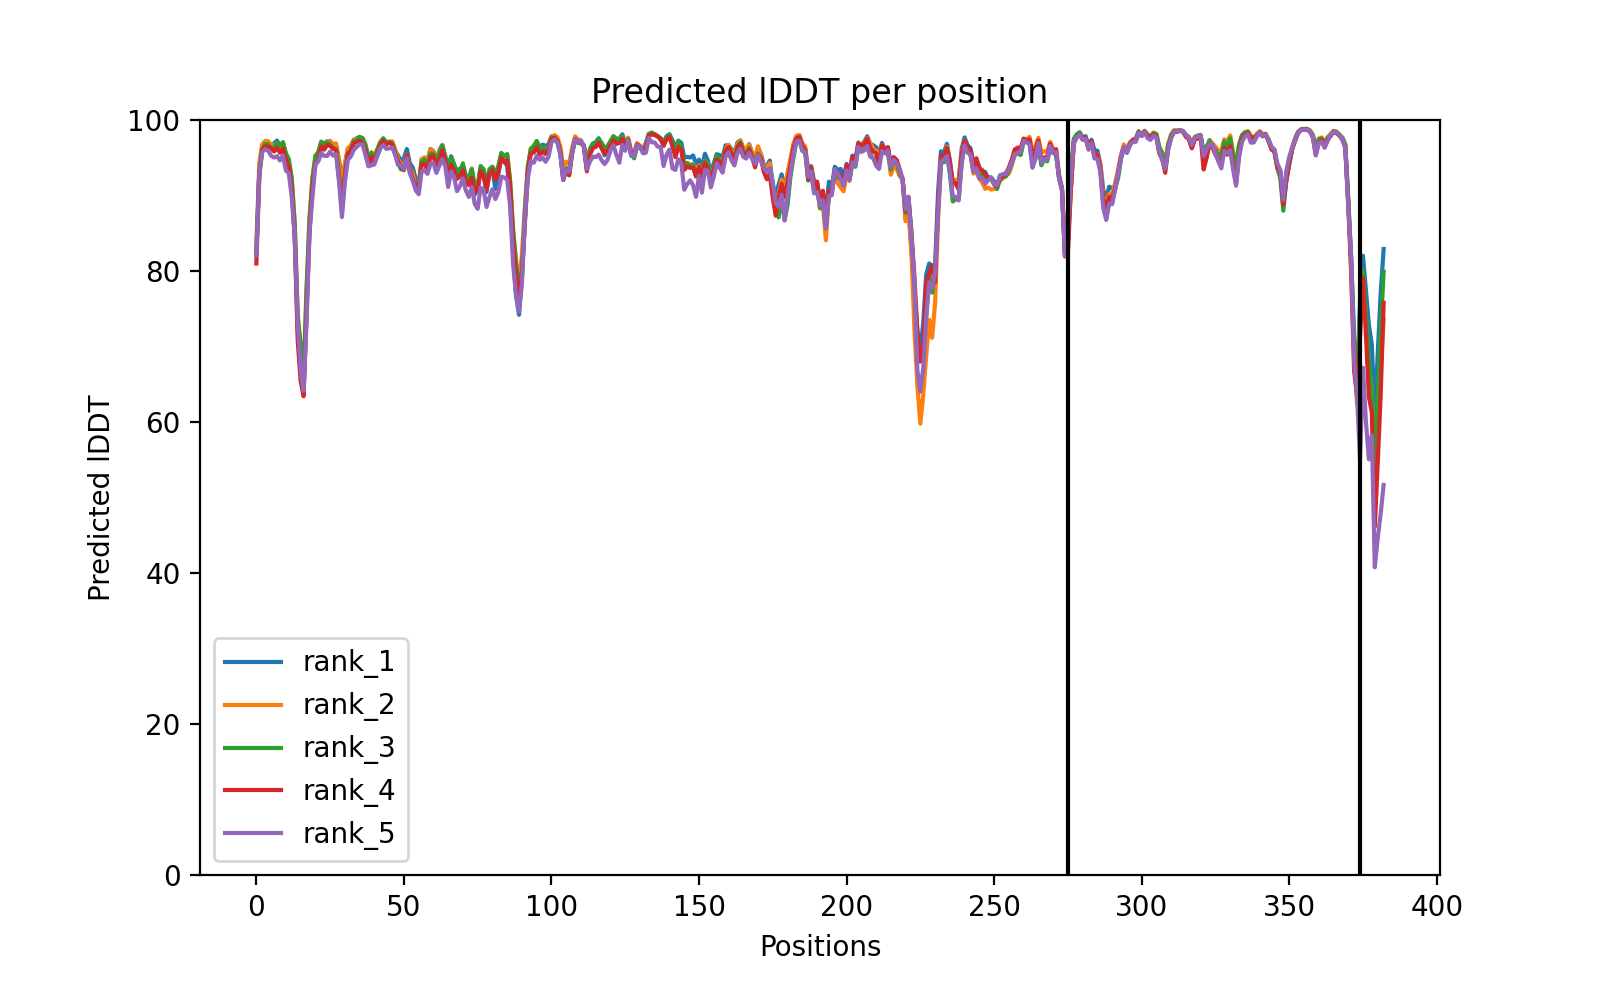 Predicted lDDT per position
100
80
60
40
20
0
Predicted lDDT
rank_1
rank_2
rank_3
rank_4
rank_5
0 50 100 150 200 250 300 350 400
Positions